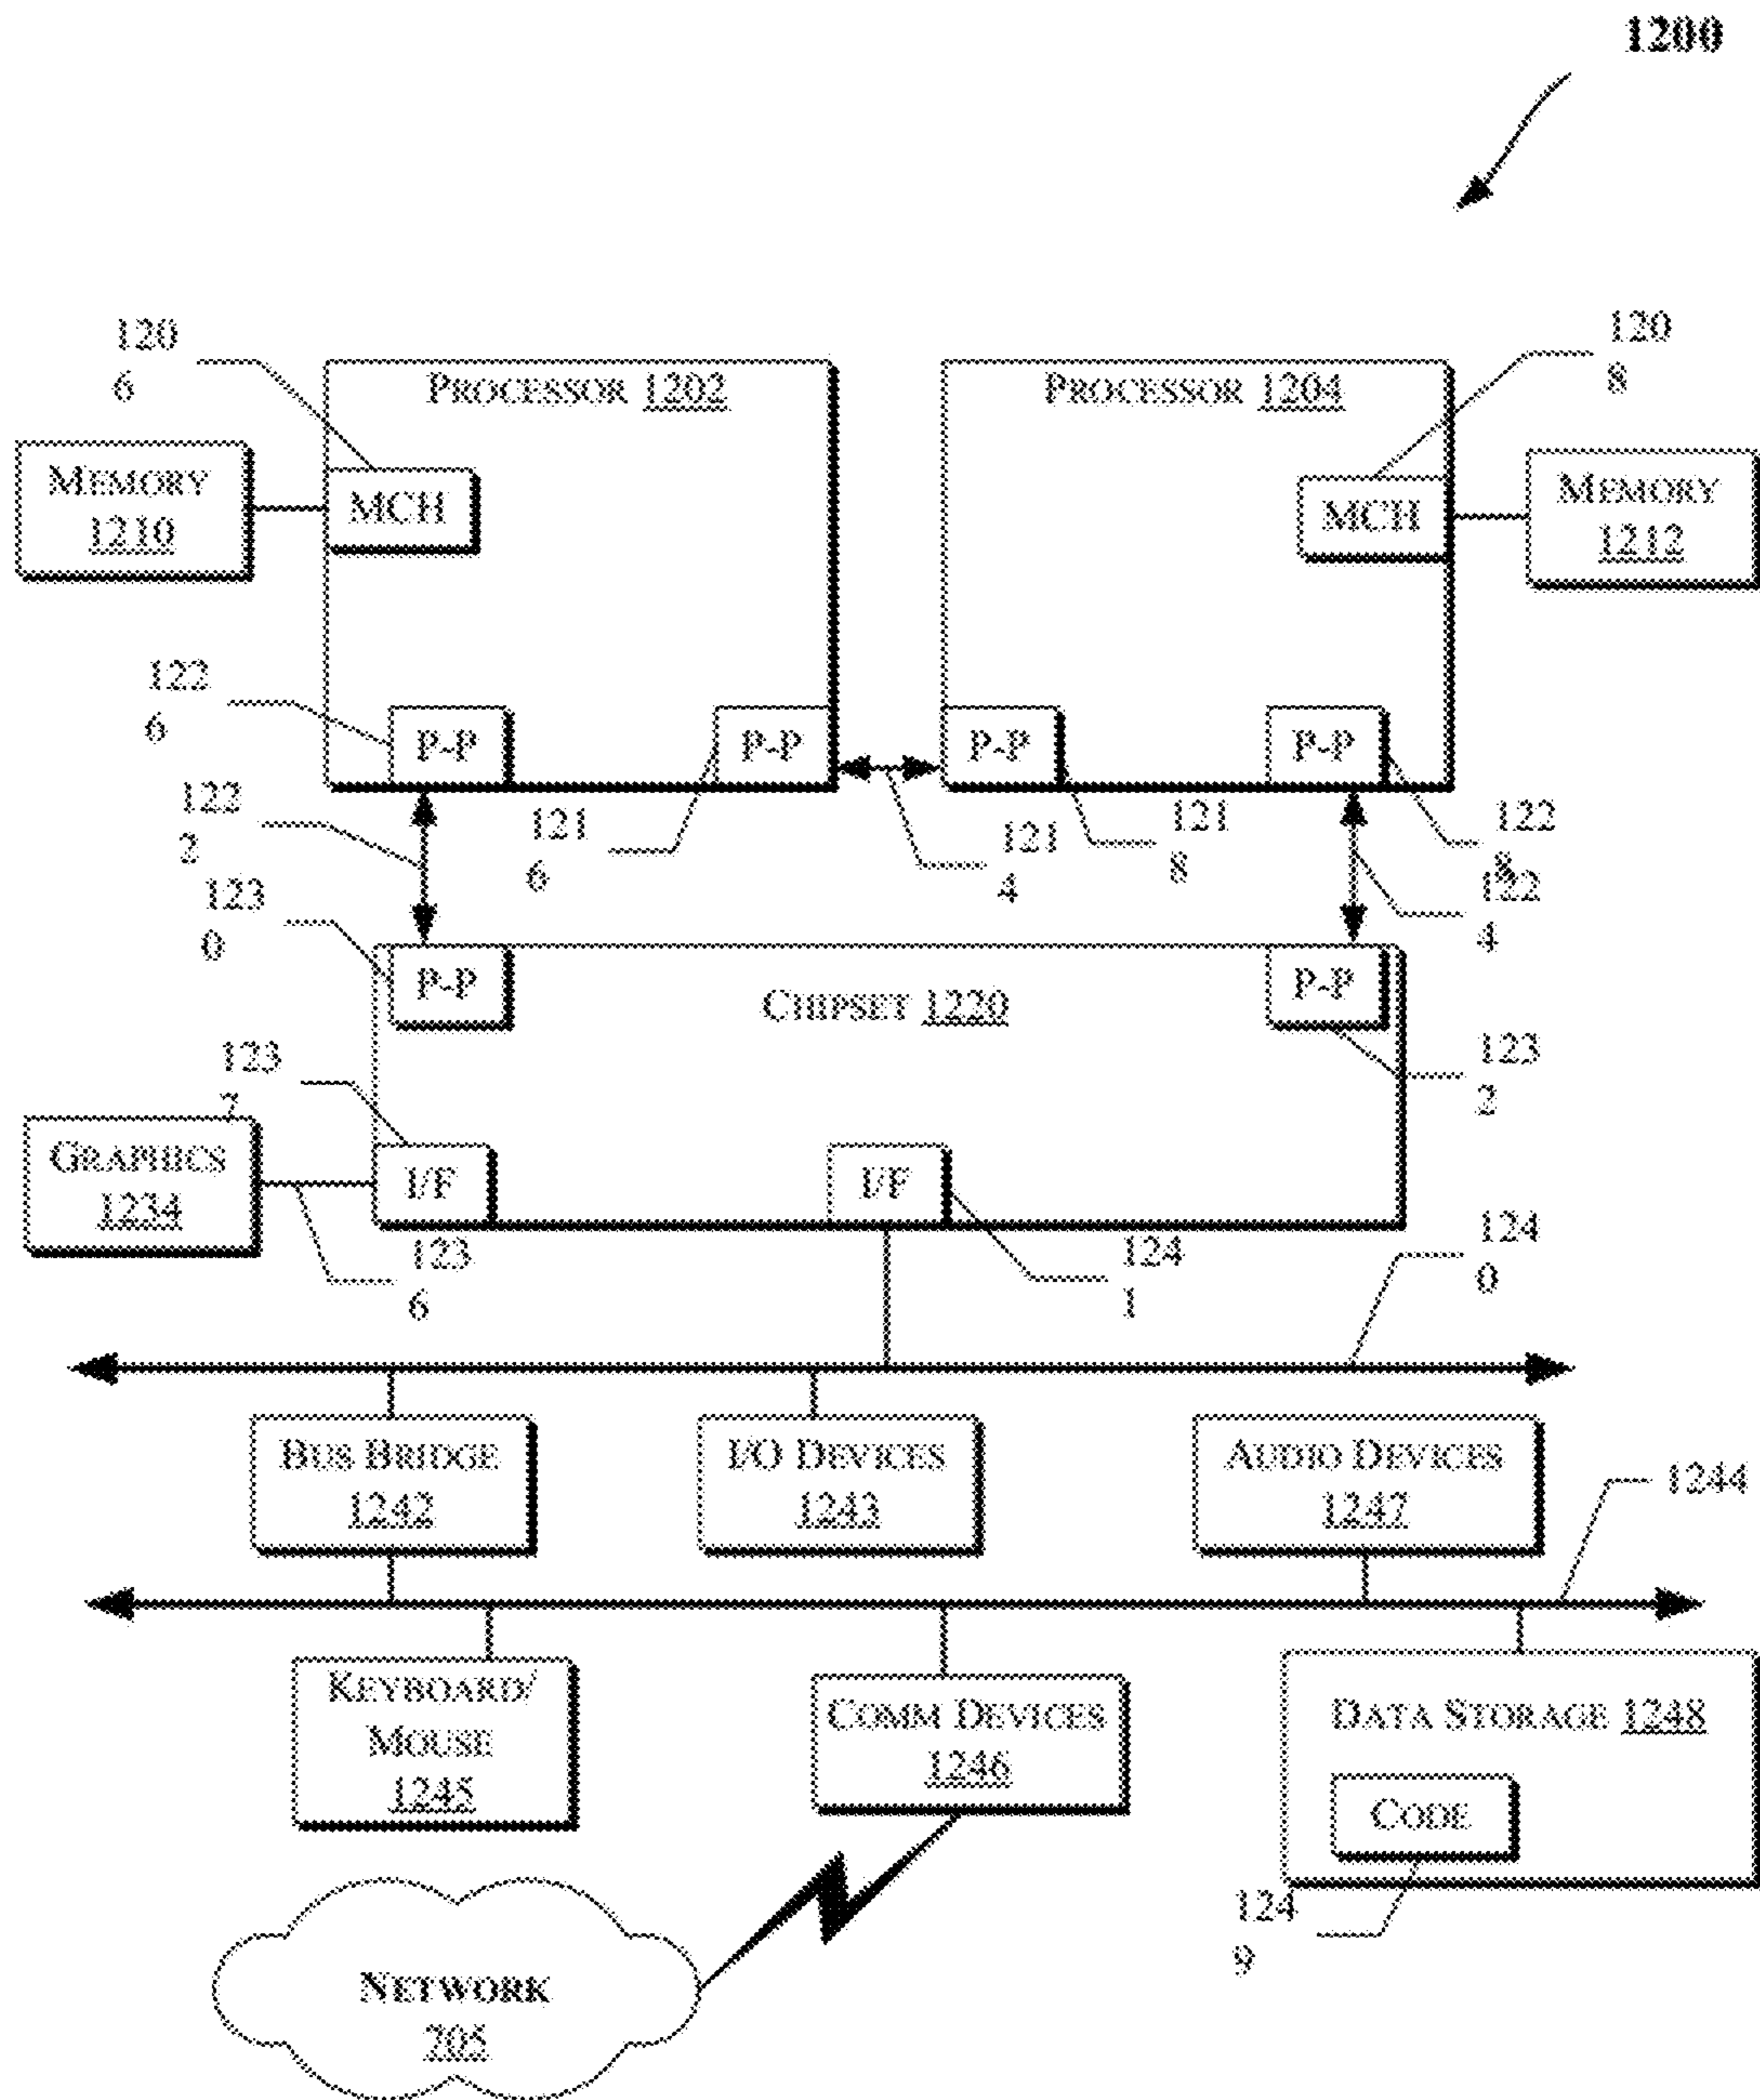 1200
120
6
PROCESSOR 1202
PROCESSOR 1204
120
8
MEMORY
1210
MCH
MCH
MEMORY
1212
122
6
P-P
P-P
P-P
P-P
122
2
121
6
121
4
121
8
122
8
122
4
123
0
P-P
CHIPSET 1220
P-P
123
2
123
7
GRAPHICS
1234
I/F
I/F
123
6
124
1
124
0
BUS BRIDGE
1242
I/O DEVICES
1243
AUDIO DEVICES
1247
1244
KEYBOARD/
MOUSE
1245
COMM DEVICES
1246
DATA STORAGE 1248
CODE
124
9
NETWORK
205